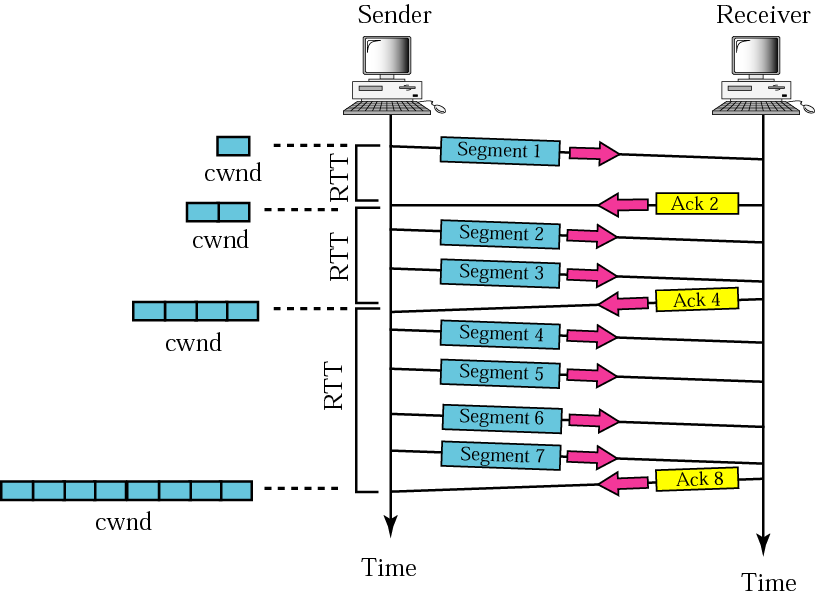 Sender
Receiver
cwnd
RTT
Segment 1
Ack 2
cwnd
RTT
Segment 2
Segment 3
Ack 4
cwnd
RTT
Segment 4
Segment 5
Segment 6
Segment 7
Ack 8
cwnd
Time
Time